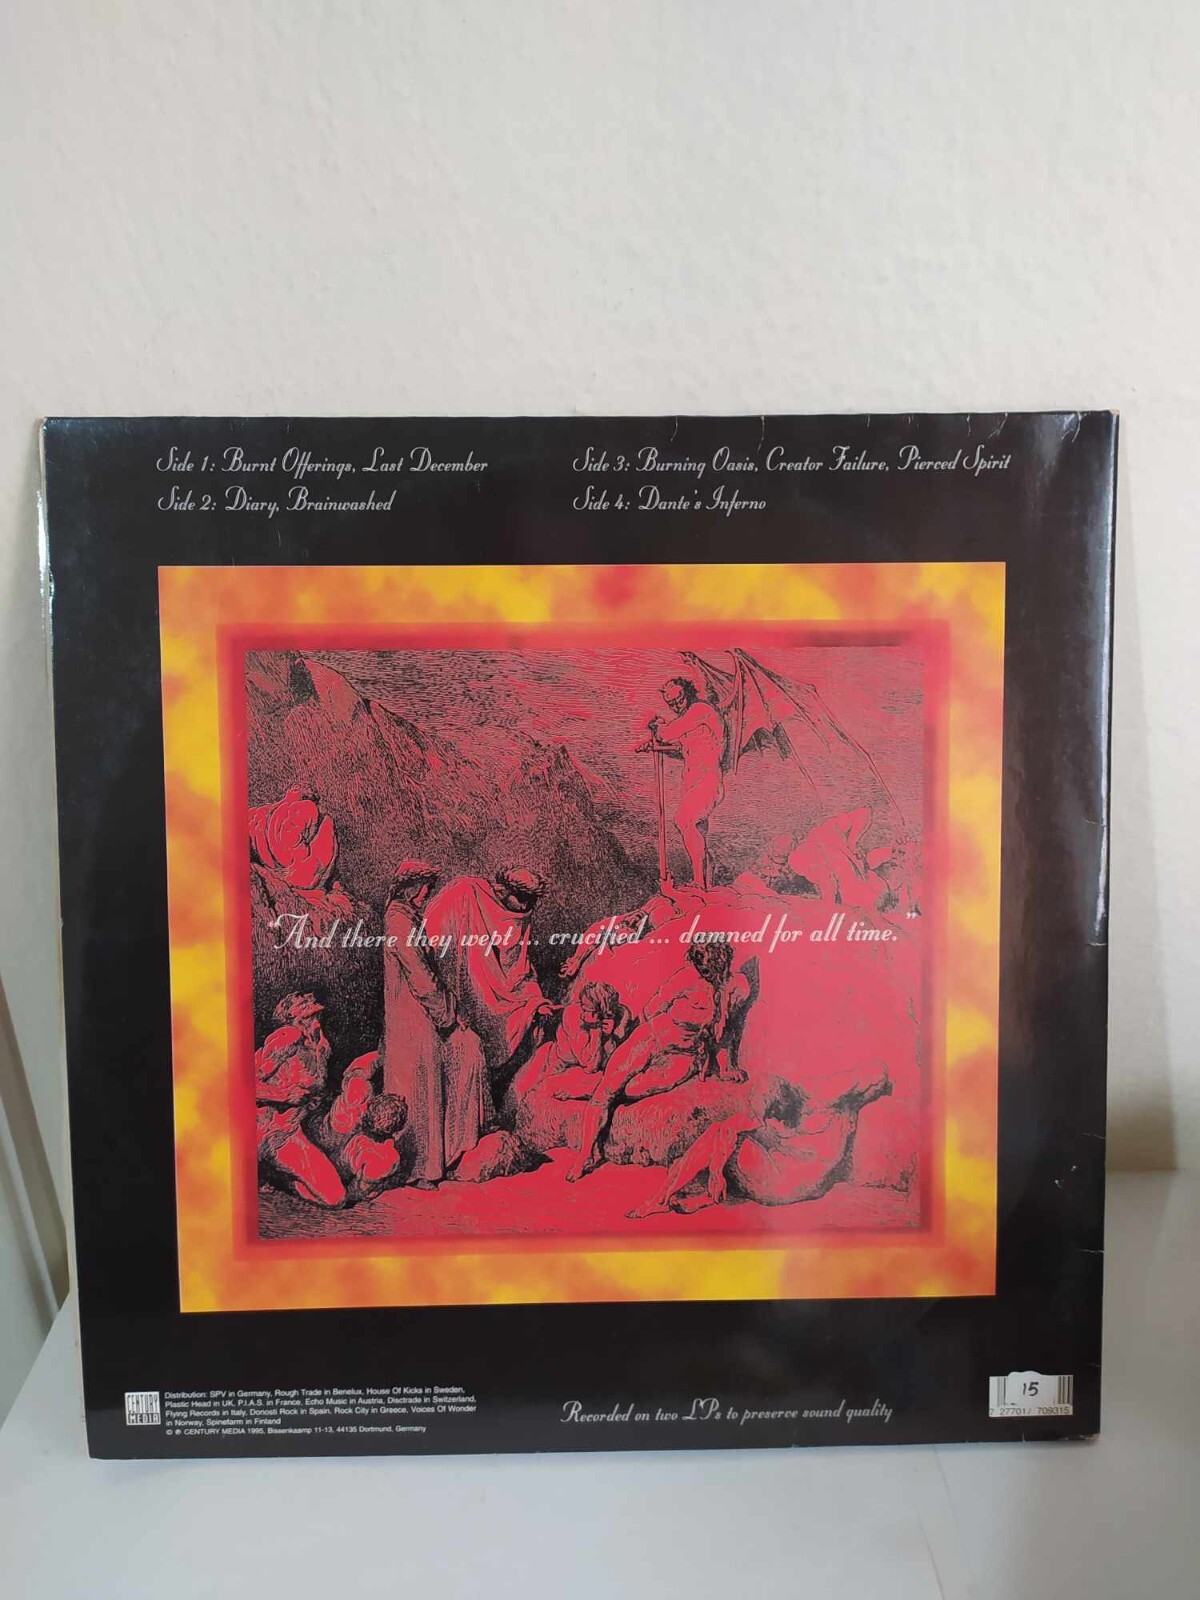 Side 1: Burnt Offerings, Last December
Side 2: Diary, Brainwashed
Side 3: Burning Oasis, Creator Failure, Pierced Spirit
Side 4: Dante's Inferno
"And there they wept ... crucified ... damned for all time."
CENTURY
MEDIA
Distribution: SPV in Germany, Rough Trade in Benelux, House Of Kicks in Sweden,
Plastic Head in UK, P.I.A.S. in France, Echo Music in Austria, Disctrade in Switzerland,
Flying Records in Italy, Donosti Rock in Spain, Rock City in Greece, Voices Of Wonder
in Norway, Spinefarm in Finland
© ℗ CENTURY MEDIA 1995, Bissenkaamp 11-13, 44135 Dortmund, Germany
Recorded on two LPs to preserve sound quality
15
7 27701 709315